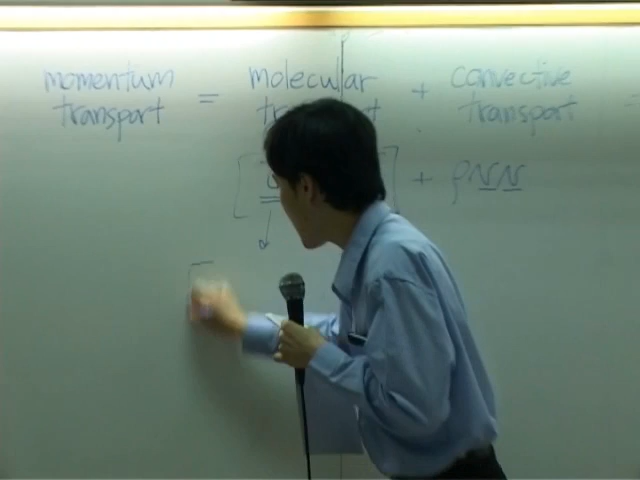 momentum = molecular + convective
transport transport transport =
[ τ ] + ρvv